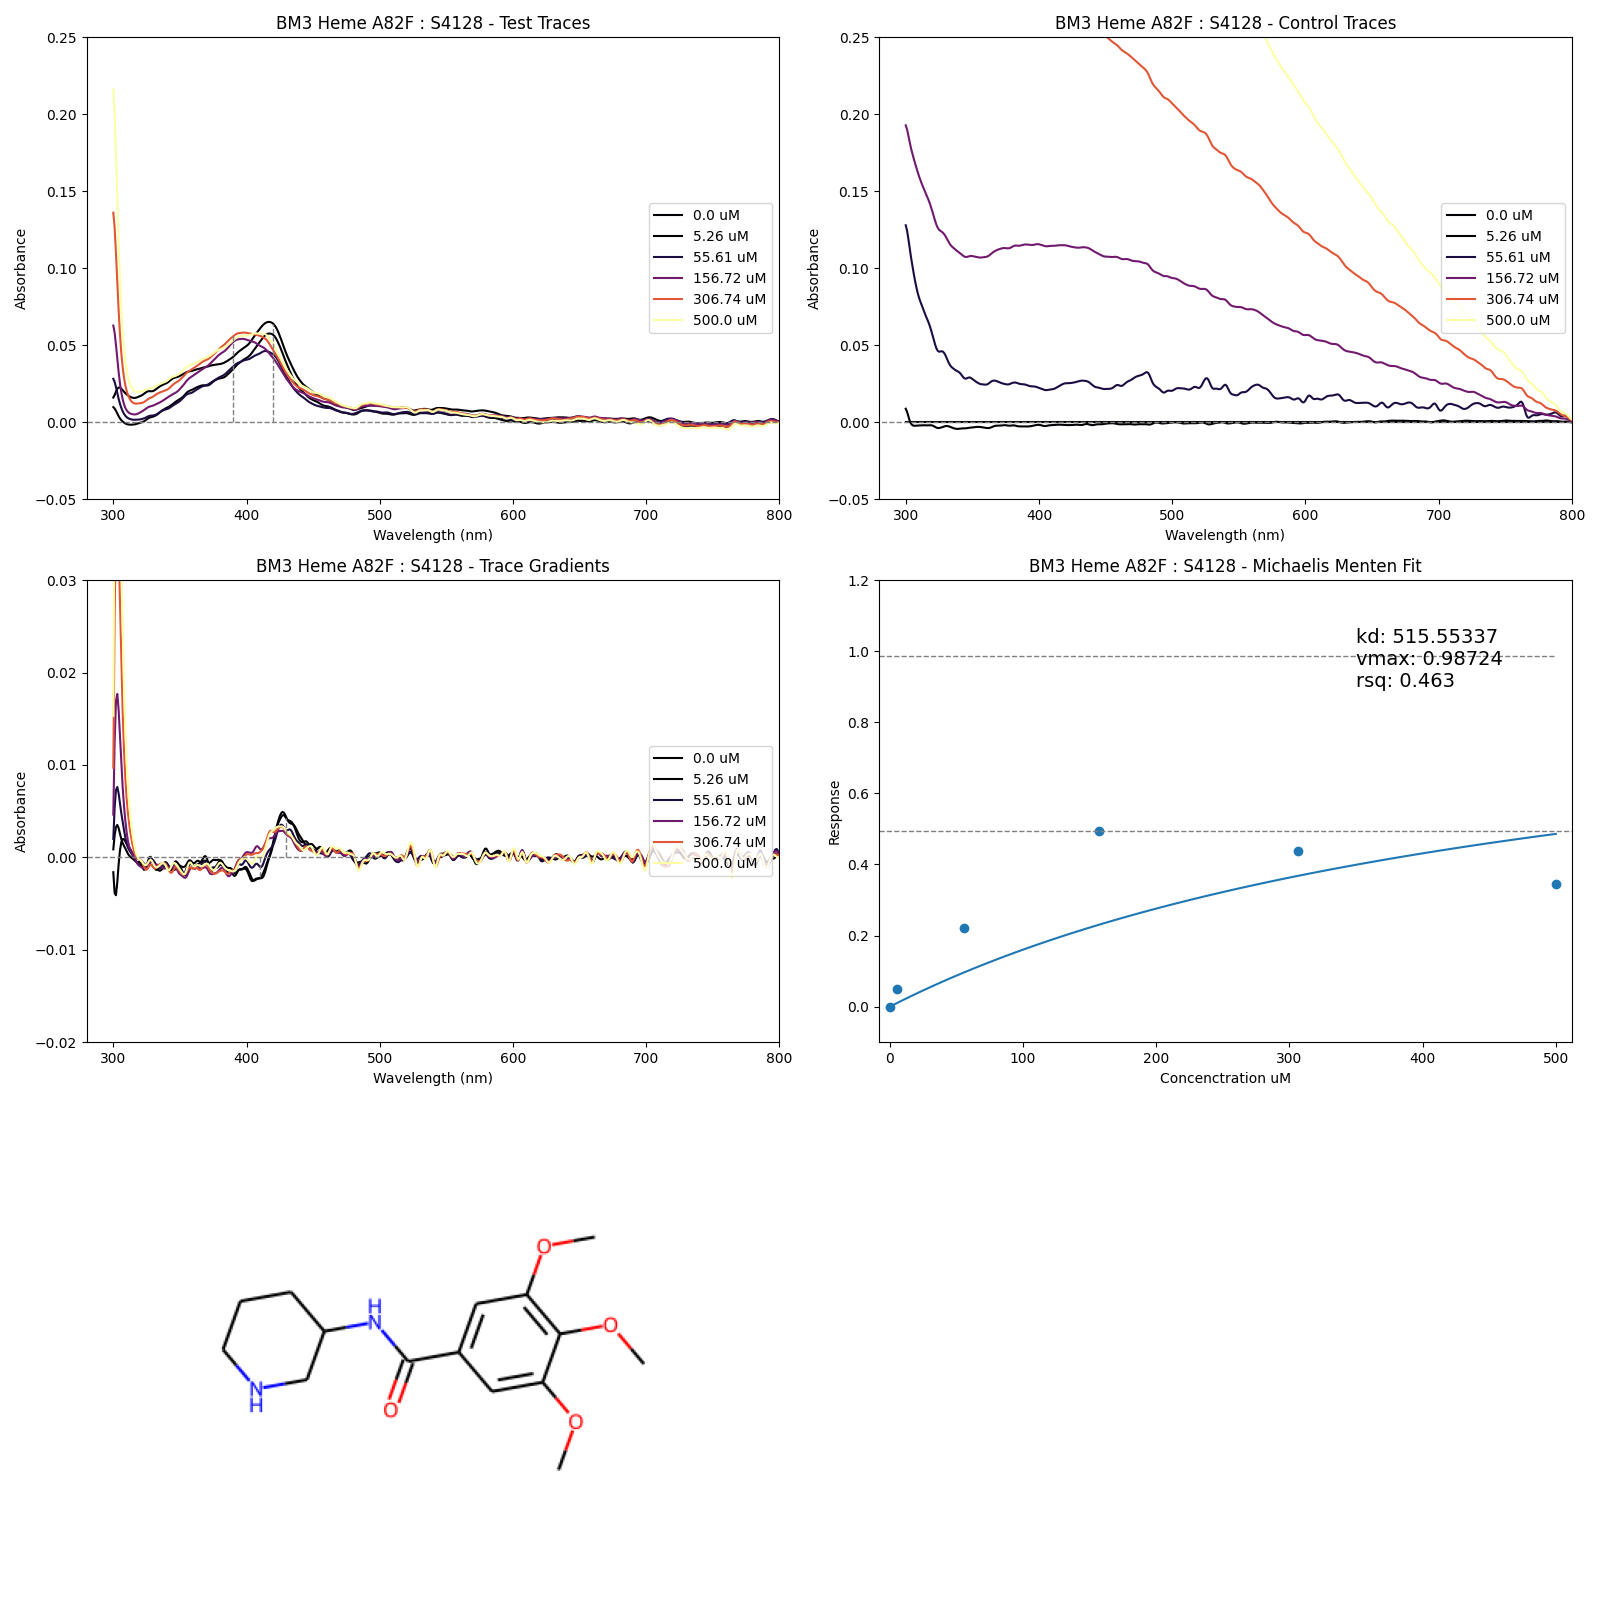 BM3 Heme A82F : S4128 - Test Traces
0.25
0.20
0.15
0.10
0.05
0.00
−0.05
Absorbance
300
400
500
600
700
800
Wavelength (nm)
0.0 uM
5.26 uM
55.61 uM
156.72 uM
306.74 uM
500.0 uM
BM3 Heme A82F : S4128 - Control Traces
0.25
0.20
0.15
0.10
0.05
0.00
−0.05
Absorbance
300
400
500
600
700
800
Wavelength (nm)
0.0 uM
5.26 uM
55.61 uM
156.72 uM
306.74 uM
500.0 uM
BM3 Heme A82F : S4128 - Trace Gradients
0.03
0.02
0.01
0.00
−0.01
−0.02
Absorbance
300
400
500
600
700
800
Wavelength (nm)
0.0 uM
5.26 uM
55.61 uM
156.72 uM
306.74 uM
500.0 uM
BM3 Heme A82F : S4128 - Michaelis Menten Fit
1.2
1.0
0.8
0.6
0.4
0.2
0.0
Response
0
100
200
300
400
500
Concenctration uM
kd: 515.55337
vmax: 0.98724
rsq: 0.463
O
H
N
O
N
H
O
O